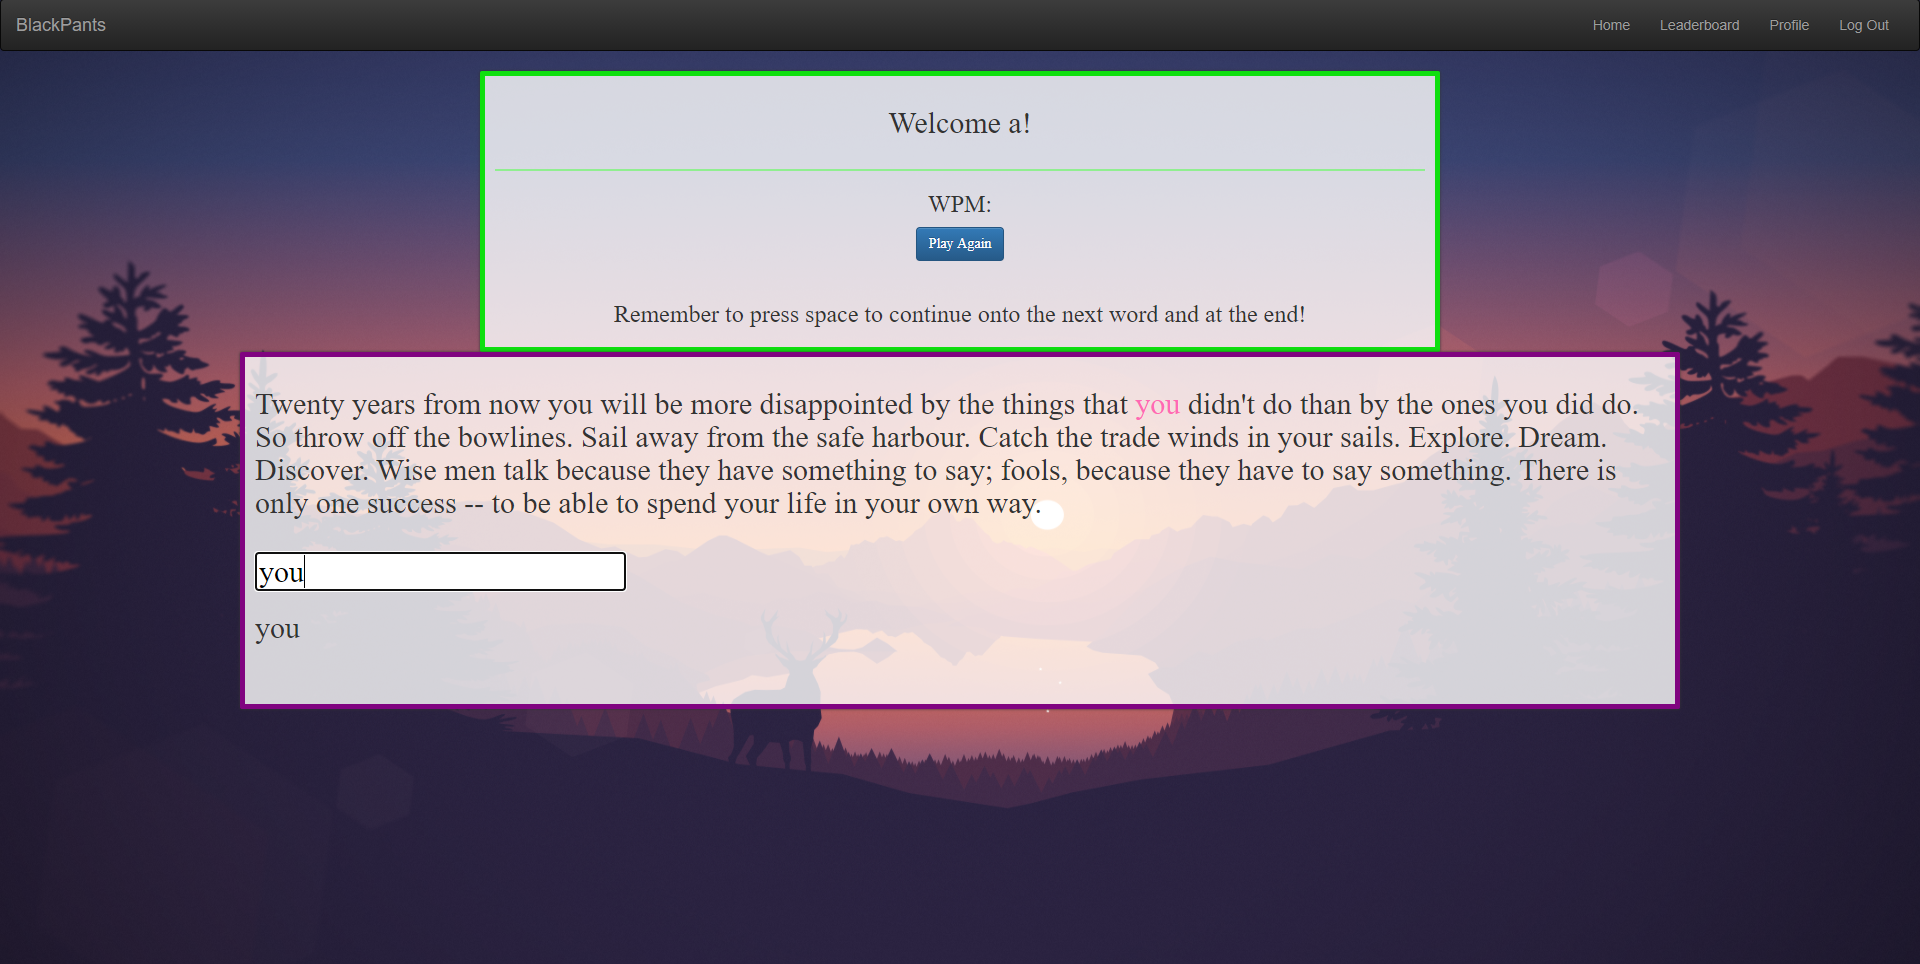 BlackPants
Home Leaderboard Profile Log Out
Welcome a!
WPM:
Play Again
Remember to press space to continue onto the next word and at the end!
Twenty years from now you will be more disappointed by the things that you didn't do than by the ones you did do.
So throw off the bowlines. Sail away from the safe harbour. Catch the trade winds in your sails. Explore. Dream.
Discover. Wise men talk because they have something to say; fools, because they have to say something. There is
only one success -- to be able to spend your life in your own way.
you
you